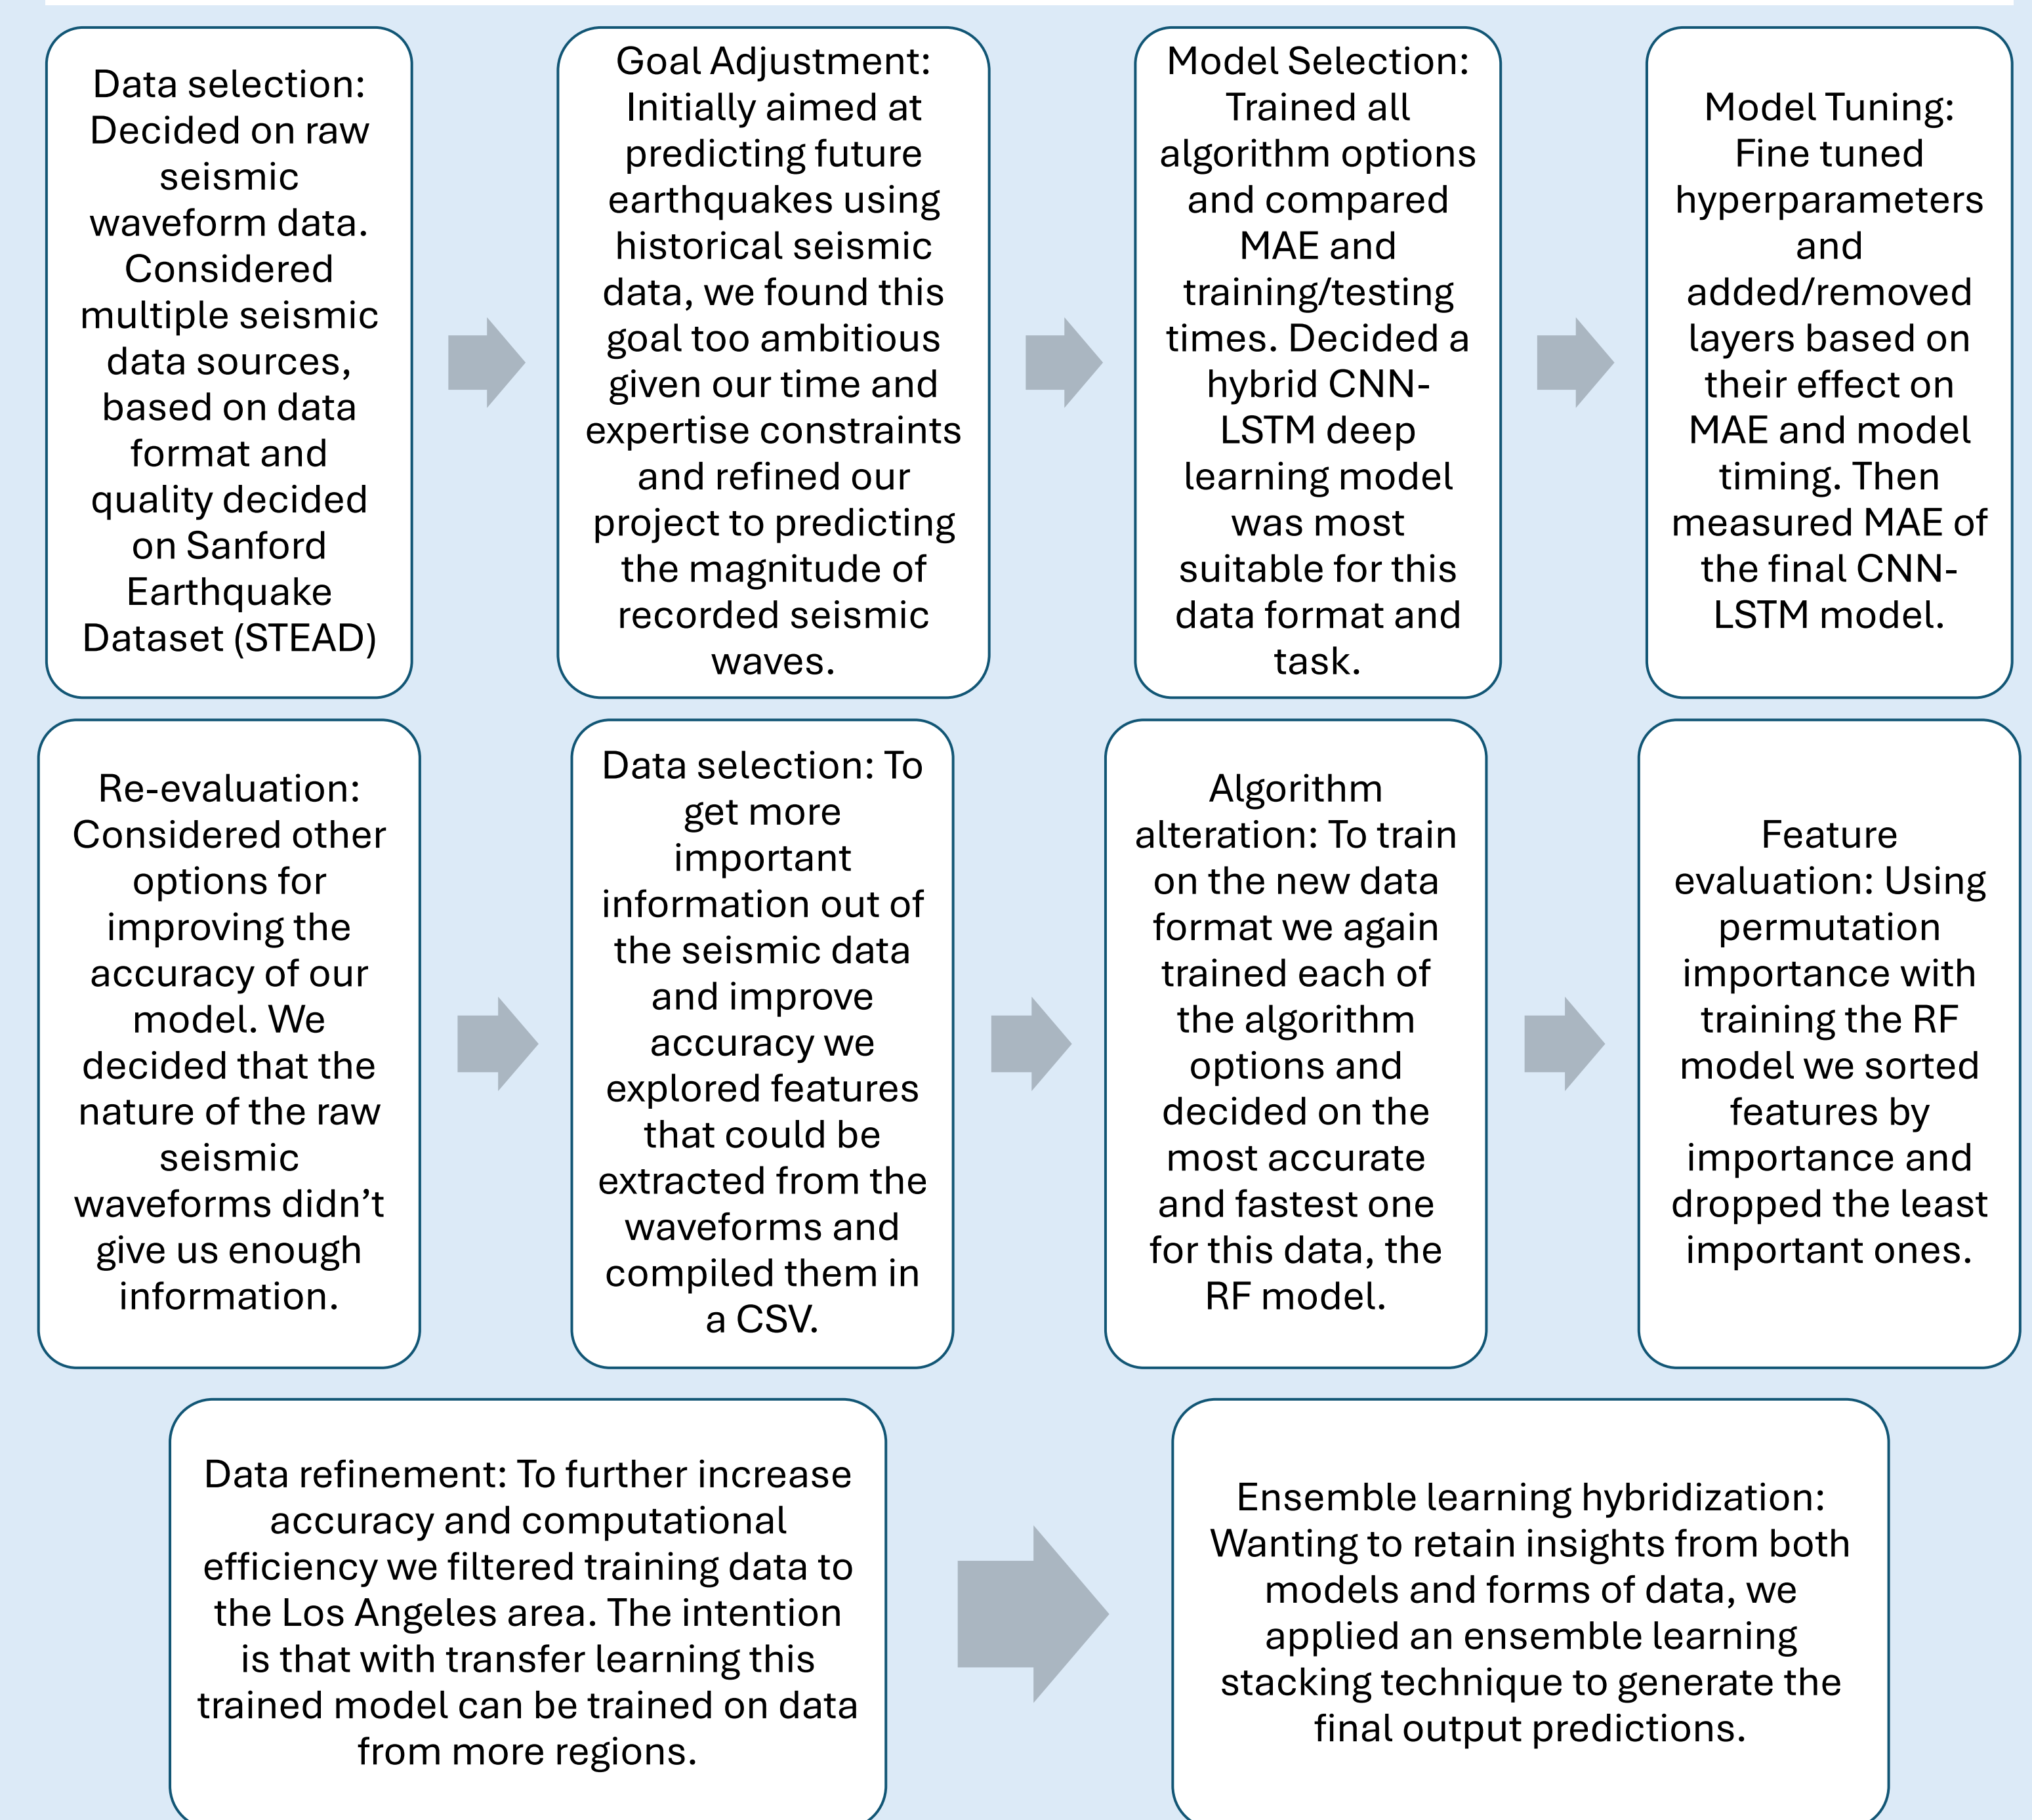 Data selection:
Decided on raw
seismic
waveform data.
Considered
multiple seismic
data sources,
based on data
format and
quality decided
on Sanford
Earthquake
Dataset (STEAD)
Goal Adjustment:
Initially aimed at
predicting future
earthquakes using
historical seismic
data, we found this
goal too ambitious
given our time and
expertise constraints
and refined our
project to predicting
the magnitude of
recorded seismic
waves.
Model Selection:
Trained all
algorithm options
and compared
MAE and
training/testing
times. Decided a
hybrid CNN-
LSTM deep
learning model
was most
suitable for this
data format and
task.
Model Tuning:
Fine tuned
hyperparameters
and
added/removed
layers based on
their effect on
MAE and model
timing. Then
measured MAE of
the final CNN-
LSTM model.
Re-evaluation:
Considered other
options for
improving the
accuracy of our
model. We
decided that the
nature of the raw
seismic
waveforms didn’t
give us enough
information.
Data selection: To
get more
important
information out of
the seismic data
and improve
accuracy we
explored features
that could be
extracted from the
waveforms and
compiled them in
a CSV.
Algorithm
alteration: To train
on the new data
format we again
trained each of
the algorithm
options and
decided on the
most accurate
and fastest one
for this data, the
RF model.
Feature
evaluation: Using
permutation
importance with
training the RF
model we sorted
features by
importance and
dropped the least
important ones.
Data refinement: To further increase
accuracy and computational
efficiency we filtered training data to
the Los Angeles area. The intention
is that with transfer learning this
trained model can be trained on data
from more regions.
Ensemble learning hybridization:
Wanting to retain insights from both
models and forms of data, we
applied an ensemble learning
stacking technique to generate the
final output predictions.